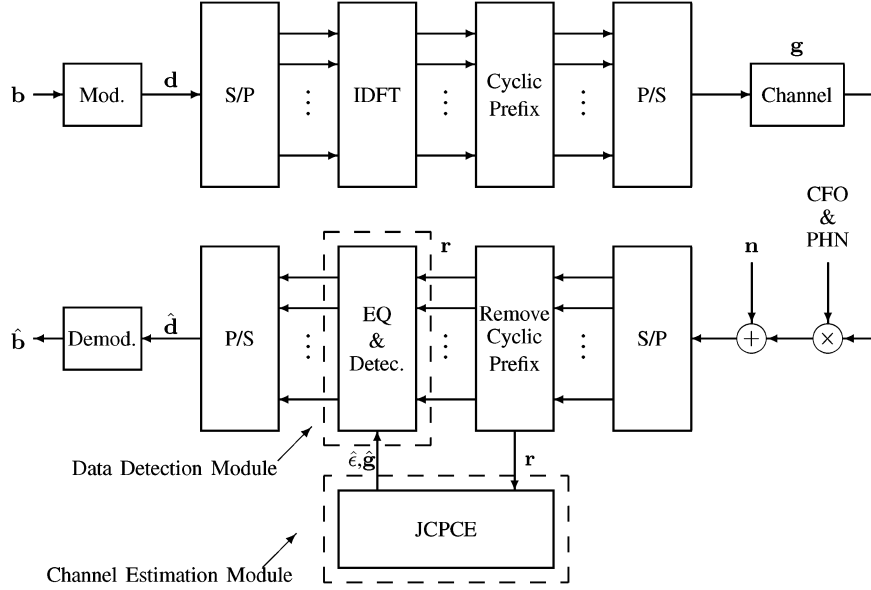 b
Mod.
d
S/P
⋮
IDFT
⋮
Cyclic
Prefix
⋮
P/S
g
Channel
CFO
&
PHN
n
b̂
Demod.
d̂
P/S
⋮
EQ
&
Detec.
r
⋮
Remove
Cyclic
Prefix
⋮
S/P
+
×
Data Detection Module
ϵ̂,ĝ
r
JCPCE
Channel Estimation Module